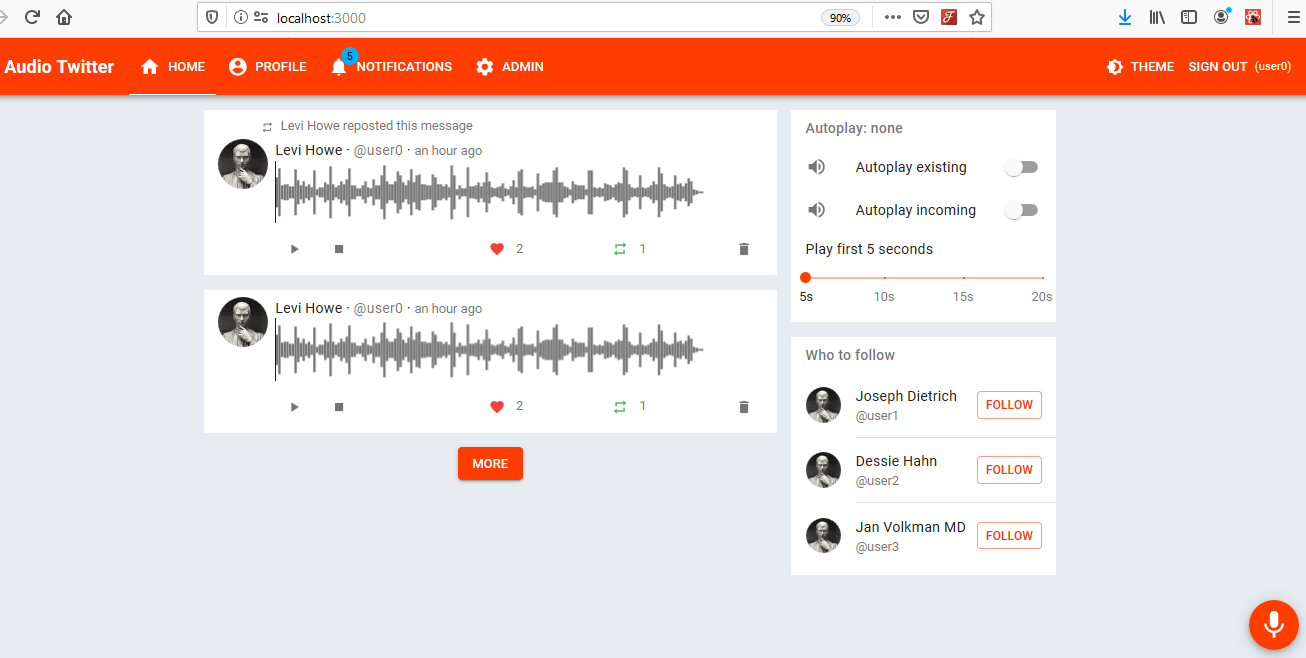 localhost:3000
90%
Audio Twitter
HOME
PROFILE
5
NOTIFICATIONS
ADMIN
THEME
SIGN OUT (user0)
Levi Howe reposted this message
Levi Howe · @user0 · an hour ago
2
1
Levi Howe · @user0 · an hour ago
2
1
MORE
Autoplay: none
Autoplay existing
Autoplay incoming
Play first 5 seconds
5s 10s 15s 20s
Who to follow
Joseph Dietrich
@user1
FOLLOW
Dessie Hahn
@user2
FOLLOW
Jan Volkman MD
@user3
FOLLOW